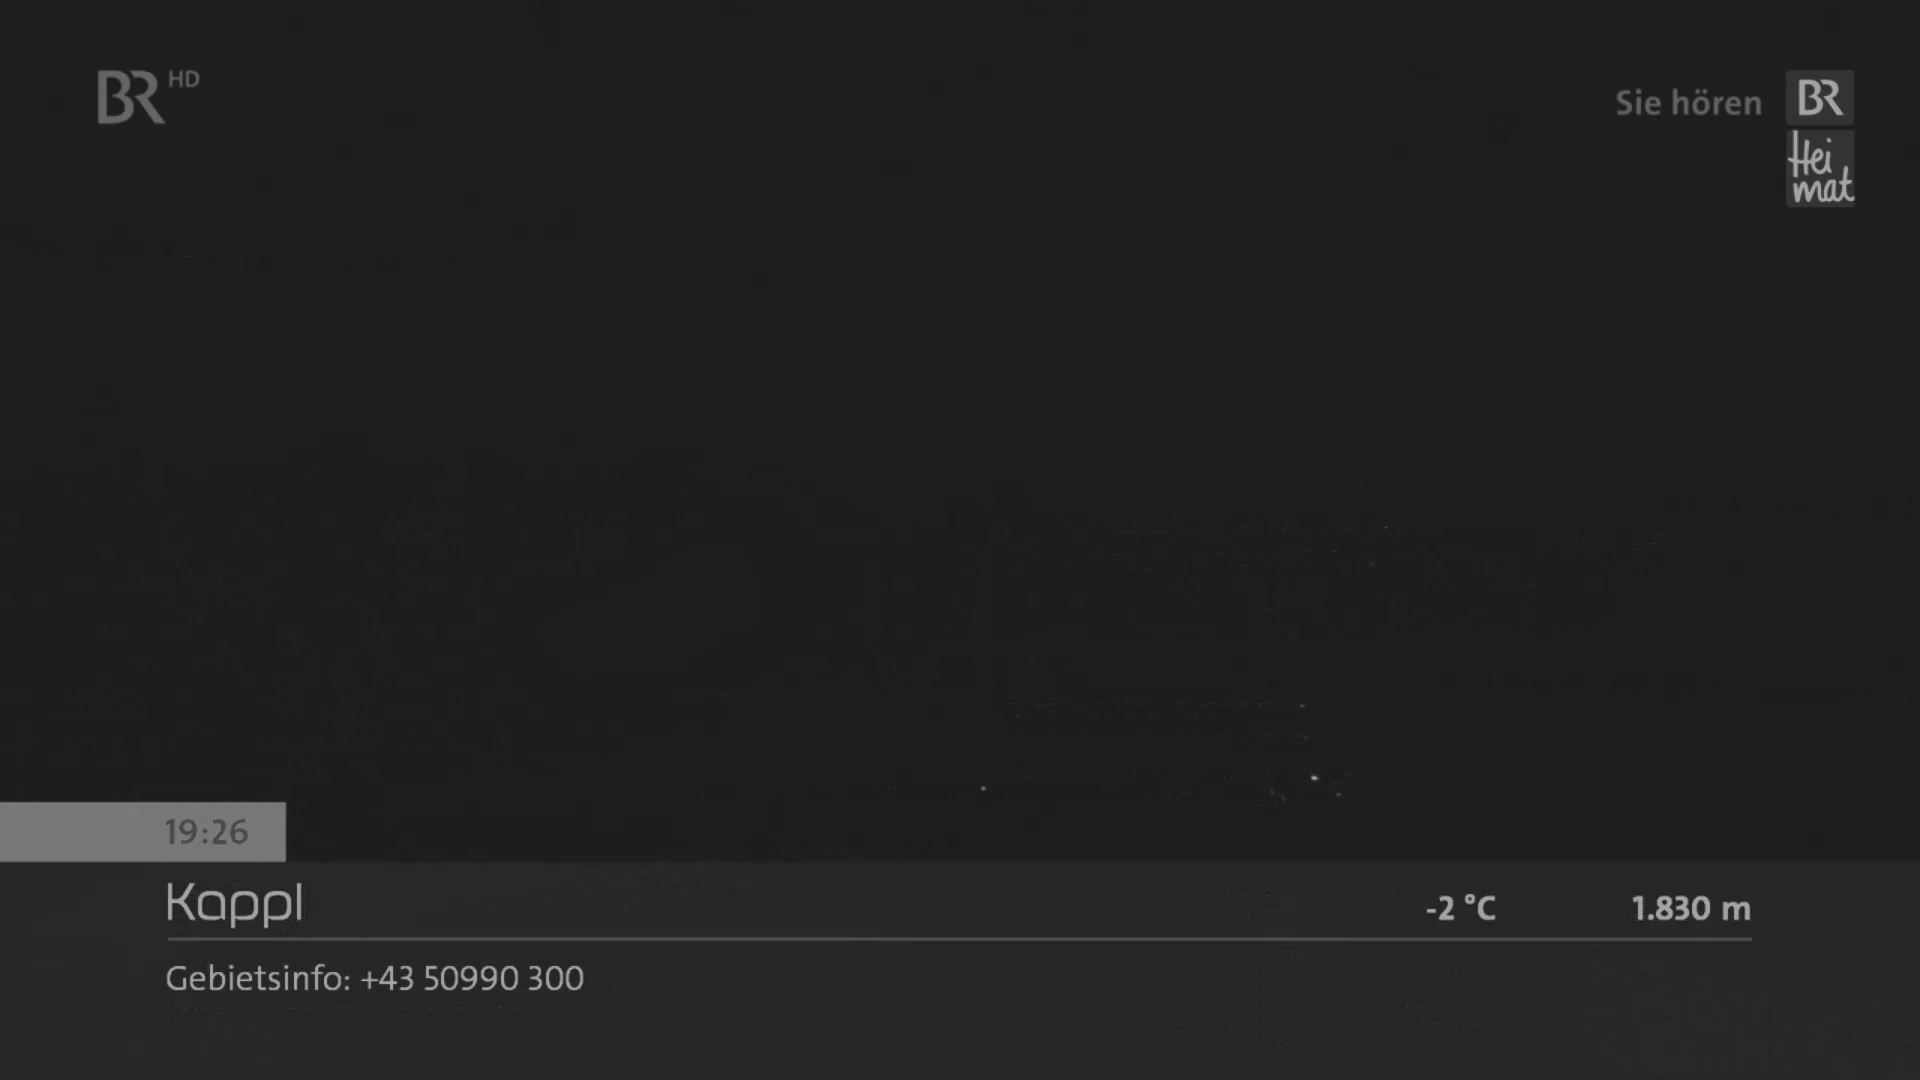 BR HD
Sie hören BR
Hei
mat
19:26
Kappl -2 °C 1.830 m
Gebietsinfo: +43 50990 300